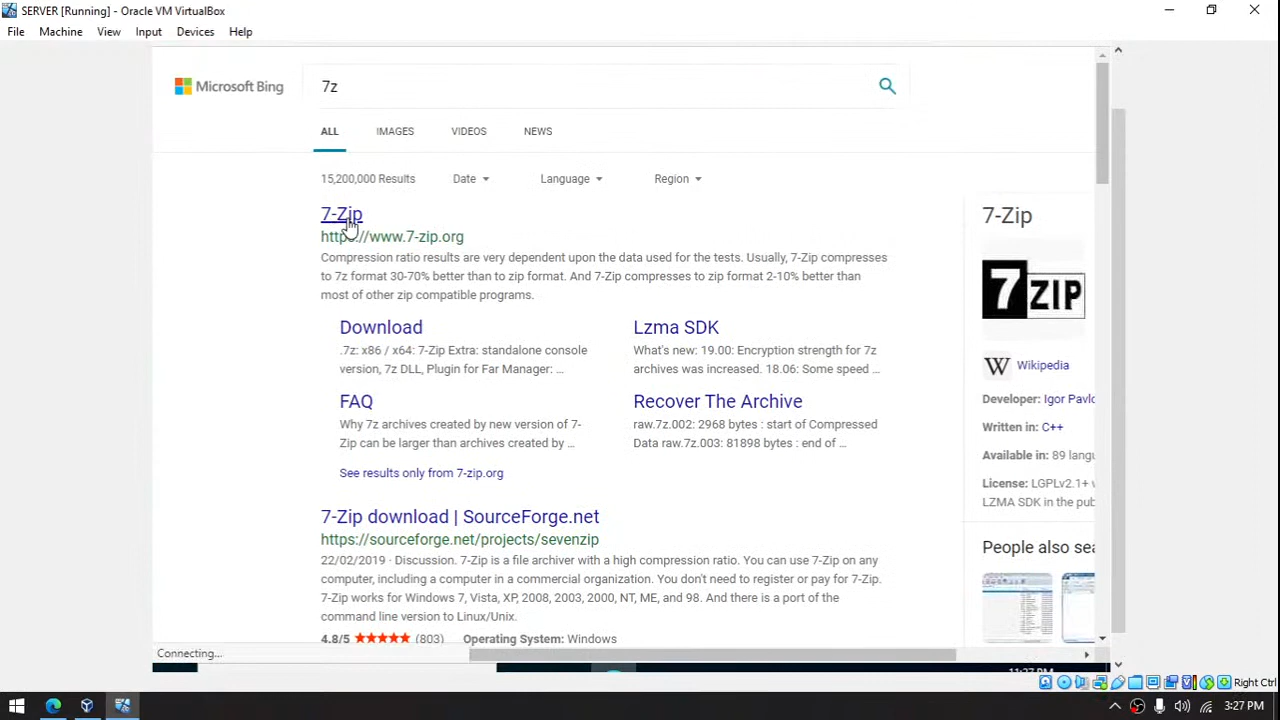 SERVER [Running] - Oracle VM VirtualBox
File Machine View Input Devices Help
Microsoft Bing
7z
ALL IMAGES VIDEOS NEWS
15,200,000 Results Date Language Region
7-Zip
https://www.7-zip.org
Compression ratio results are very dependent upon the data used for the tests. Usually, 7-Zip compresses
to 7z format 30-70% better than to zip format. And 7-Zip compresses to zip format 2-10% better than
most of other zip compatible programs.
Download
.7z: x86 / x64: 7-Zip Extra: standalone console
version, 7z DLL, Plugin for Far Manager: ...
Lzma SDK
What's new: 19.00: Encryption strength for 7z
archives was increased. 18.06: Some speed ...
FAQ
Why 7z archives created by new version of 7-
Zip can be larger than archives created by ...
Recover The Archive
raw.7z.002: 2968 bytes : start of Compressed
Data raw.7z.003: 81898 bytes : end of ...
See results only from 7-zip.org
7-Zip download | SourceForge.net
https://sourceforge.net/projects/sevenzip
22/02/2019 · Discussion. 7-Zip is a file archiver with a high compression ratio. You can use 7-Zip on any
computer, including a computer in a commercial organization. You don't need to register or pay for 7-Zip.
7-Zip works for Windows 7, Vista, XP, 2008, 2003, 2000, NT, ME, and 98. And there is a port of the
command line version to Linux/Unix.
4.8/5 (803) Operating System: Windows
7-Zip
7 ZIP
W Wikipedia
Developer: Igor Pavlo
Written in: C++
Available in: 89 langu
License: LGPLv2.1+
LZMA SDK in the pub
People also sea
Connecting...
Right Ctrl
3:27 PM